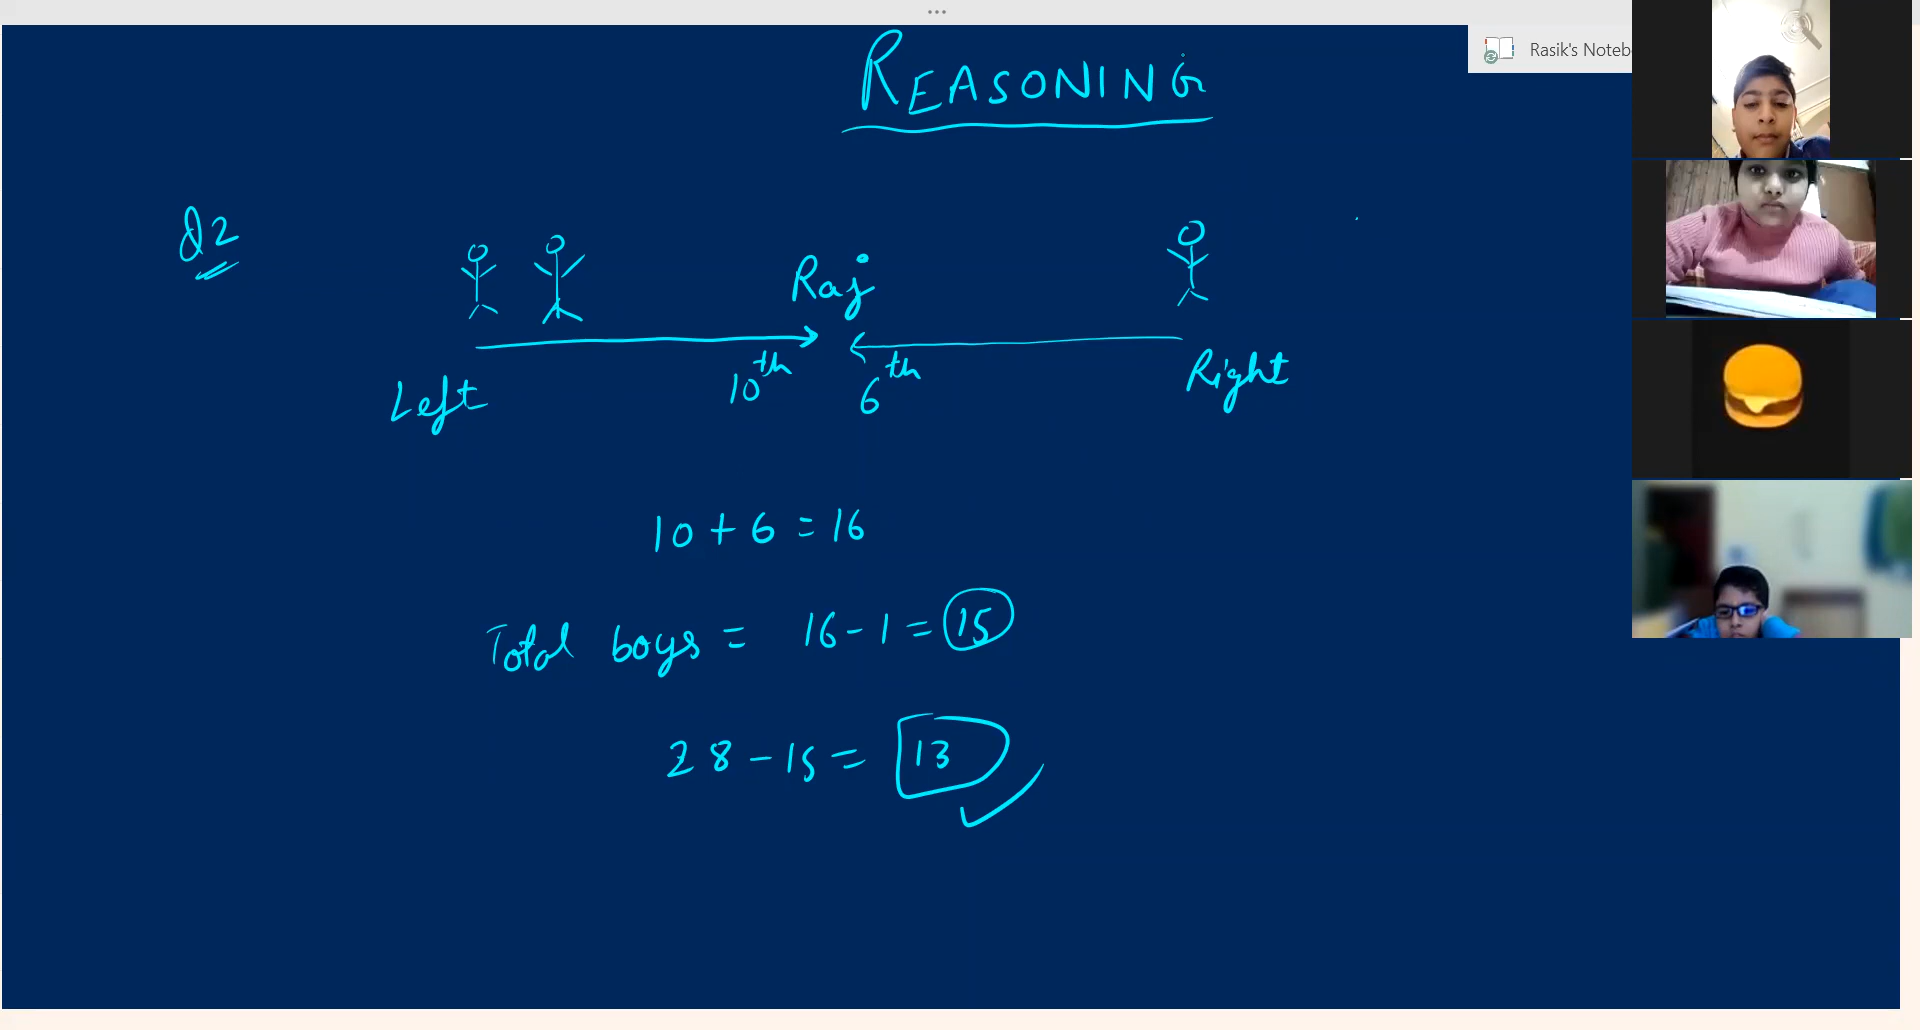 REASONING
Rasik's Noteb
Q2
Raj
10th 6th
Left Right
10 + 6 = 16
Total boys = 16 - 1 = 15
28 - 15 = 13